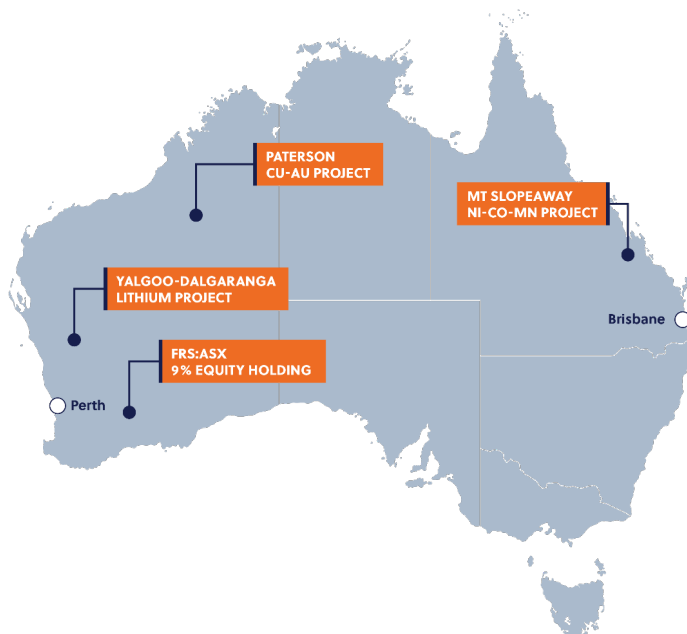 PATERSON
CU-AU PROJECT
MT SLOPEAWAY
NI-CO-MN PROJECT
YALGOO-DALGARANGA
LITHIUM PROJECT
Brisbane
FRS:ASX
9% EQUITY HOLDING
Perth